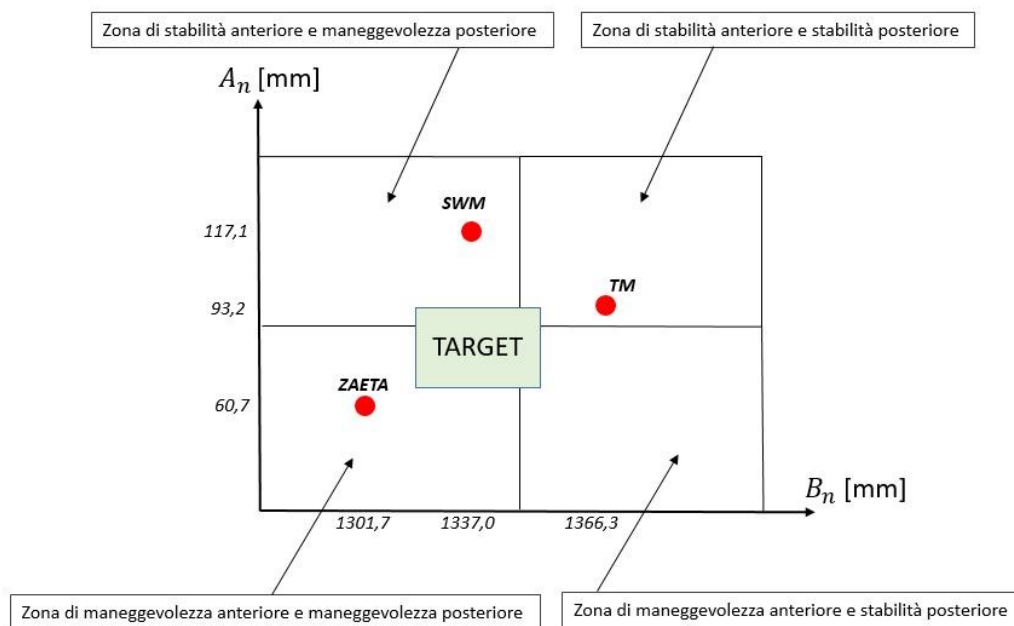 Zona di stabilità anteriore e maneggevolezza posteriore
Zona di stabilità anteriore e stabilità posteriore
Aₙ [mm]
SWM
117,1
TM
93,2
TARGET
ZAETA
60,7
Bₙ [mm]
1301,7 1337,0 1366,3
Zona di maneggevolezza anteriore e maneggevolezza posteriore
Zona di maneggevolezza anteriore e stabilità posteriore